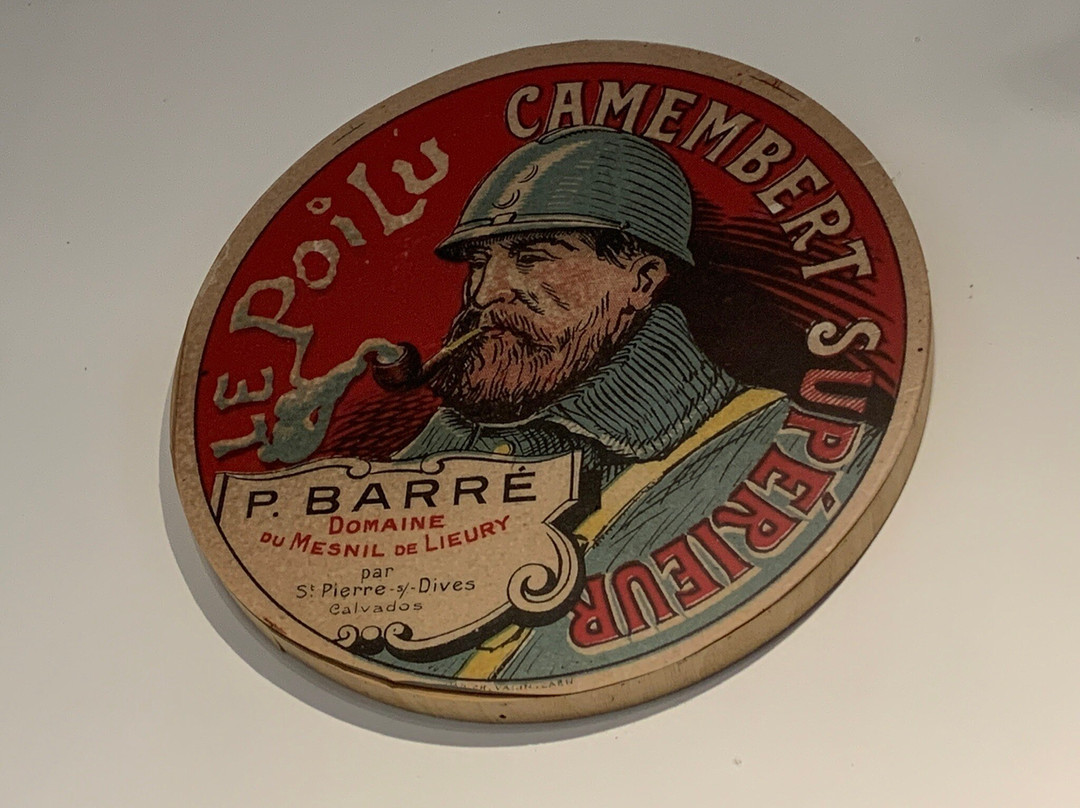 LE Poilu
CAMEMBERT SUPÉRIEUR
P. BARRÉ
DOMAINE
DU MESNIL DE LIEURY
par
St Pierre-s/-Dives
Calvados